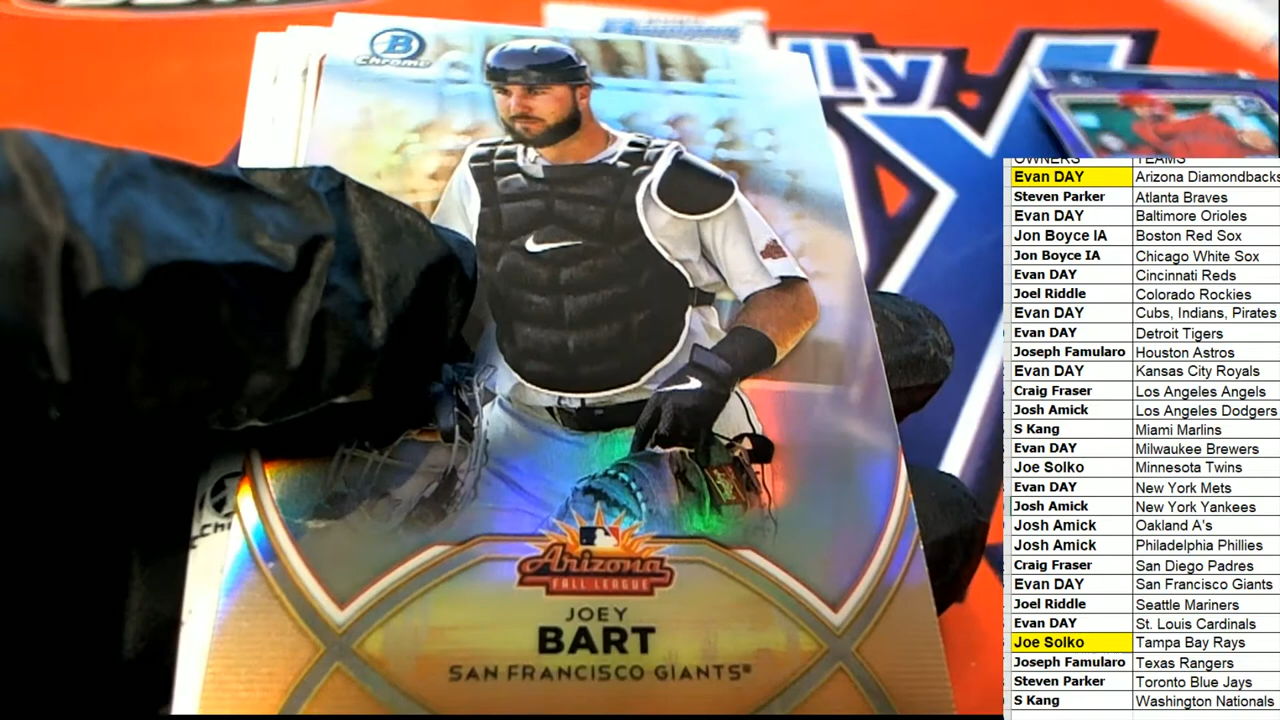 B
Chrome
lly
Arizona
FALL LEAGUE
JOEY
BART
SAN FRANCISCO GIANTS®
OWNERS TEAMS
Evan DAY Arizona Diamondbacks
Steven Parker Atlanta Braves
Evan DAY Baltimore Orioles
Jon Boyce IA Boston Red Sox
Jon Boyce IA Chicago White Sox
Evan DAY Cincinnati Reds
Joel Riddle Colorado Rockies
Evan DAY Cubs, Indians, Pirates
Evan DAY Detroit Tigers
Joseph Famularo Houston Astros
Evan DAY Kansas City Royals
Craig Fraser Los Angeles Angels
Josh Amick Los Angeles Dodgers
S Kang Miami Marlins
Evan DAY Milwaukee Brewers
Joe Solko Minnesota Twins
Evan DAY New York Mets
Josh Amick New York Yankees
Josh Amick Oakland A's
Josh Amick Philadelphia Phillies
Craig Fraser San Diego Padres
Evan DAY San Francisco Giants
Joel Riddle Seattle Mariners
Evan DAY St. Louis Cardinals
Joe Solko Tampa Bay Rays
Joseph Famularo Texas Rangers
Steven Parker Toronto Blue Jays
S Kang Washington Nationals